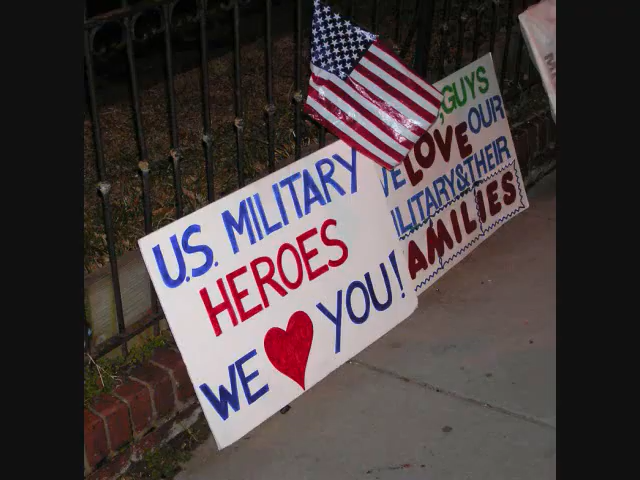 U.S. MILITARY
HEROES
WE ♥ YOU!
GUYS
LOVE OUR
&THEIR